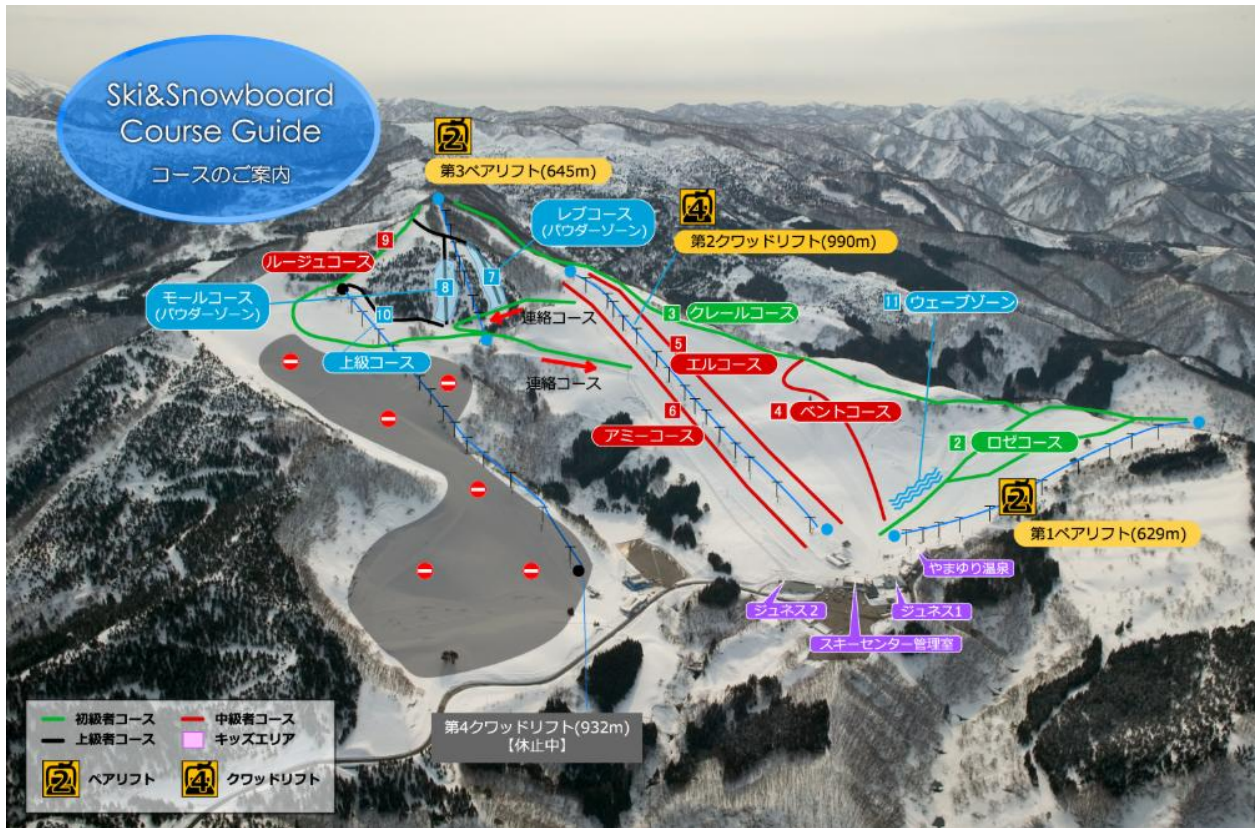 Ski&Snowboard
Course Guide
コースのご案内
2
第3ペアリフト(645m)
4
第2クワッドリフト(990m)
レブコース
(パウダーゾーン)
9
ルージュコース
モールコース
(パウダーゾーン)
8
7
10
上級コース
連絡コース
連絡コース
3 クレールコース
11 ウェーブゾーン
5
エルコース
6
アミーコース
4 ベントコース
2 ロゼコース
2
第1ペアリフト(629m)
やまゆり温泉
ジュネス2
ジュネス1
スキーセンター管理室
第4クワッドリフト(932m)
【休止中】
初級者コース
中級者コース
上級者コース
キッズエリア
2 ペアリフト
4 クワッドリフト